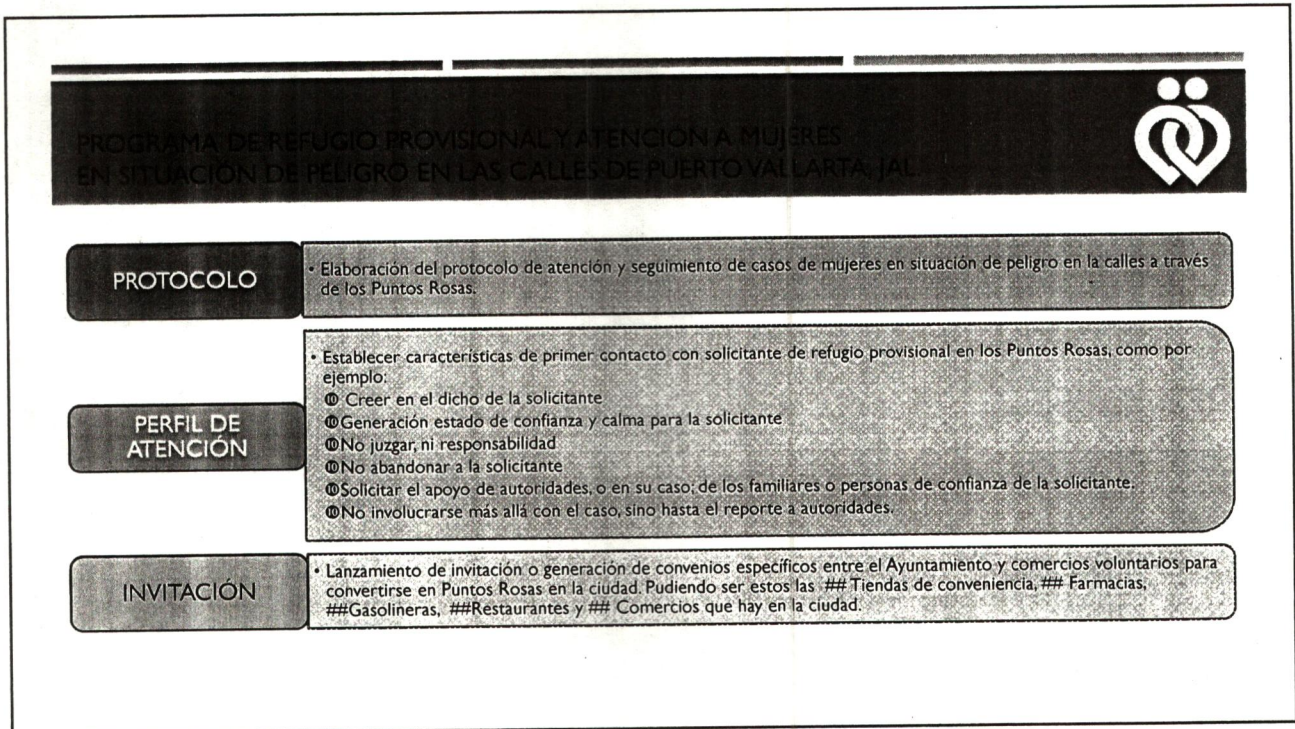 PROGRAMA DE REFUGIO PROVISIONAL Y ATENCIÓN A MUJERES
EN SITUACIÓN DE PELIGRO EN LAS CALLES DE PUERTO VALLARTA, JAL.
PROTOCOLO
• Elaboración del protocolo de atención y seguimiento de casos de mujeres en situación de peligro en la calles a través
de los Puntos Rosas.
PERFIL DE
ATENCIÓN
• Establecer características de primer contacto con solicitante de refugio provisional en los Puntos Rosas, como por
ejemplo:
Creer en el dicho de la solicitante
Generación estado de confianza y calma para la solicitante
No juzgar, ni responsabilidad
No abandonar a la solicitante
Solicitar el apoyo de autoridades, o en su caso; de los familiares o personas de confianza de la solicitante.
No involucrarse más allá con el caso, sino hasta el reporte a autoridades.
INVITACIÓN
• Lanzamiento de invitación o generación de convenios específicos entre el Ayuntamiento y comercios voluntarios para
convertirse en Puntos Rosas en la ciudad. Pudiendo ser estos las ## Tiendas de conveniencia, ## Farmacias,
##Gasolineras, ##Restaurantes y ## Comercios que hay en la ciudad.